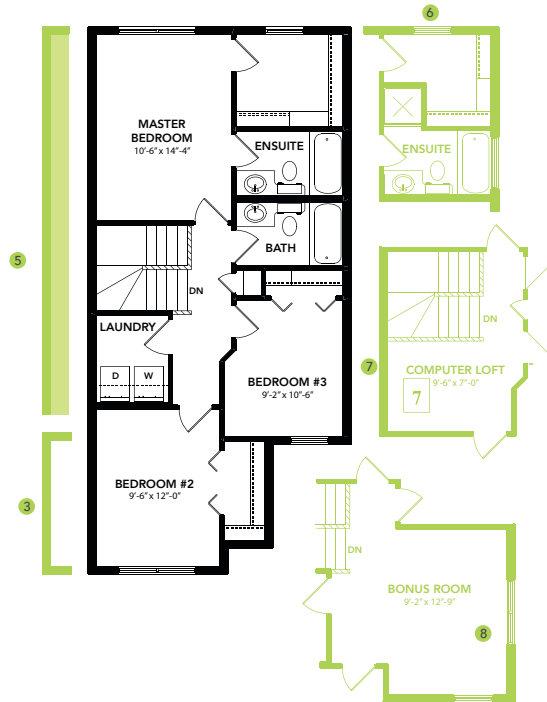 6
MASTER
BEDROOM
10'-6" x 14'-4"
ENSUITE
ENSUITE
BATH
5
DN
DN
LAUNDRY
D
W
7
COMPUTER LOFT
9'-6" x 7'-0"
7
BEDROOM #3
9'-2" x 10'-6"
BEDROOM #2
9'-6" x 12'-0"
3
DN
BONUS ROOM
9'-2" x 12'-9"
8